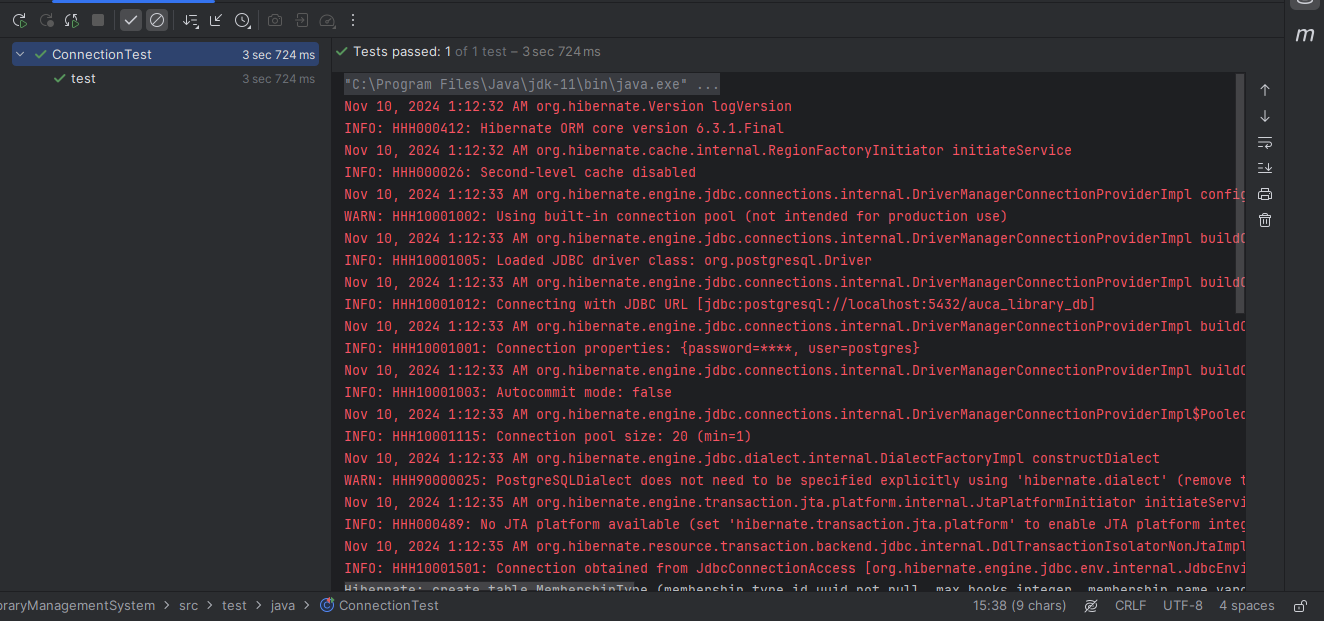 m
ConnectionTest 3 sec 724 ms
test 3 sec 724 ms
Tests passed: 1 of 1 test – 3 sec 724 ms
"C:\Program Files\Java\jdk-11\bin\java.exe" ...
Nov 10, 2024 1:12:32 AM org.hibernate.Version logVersion
INFO: HHH000412: Hibernate ORM core version 6.3.1.Final
Nov 10, 2024 1:12:32 AM org.hibernate.cache.internal.RegionFactoryInitiator initiateService
INFO: HHH000026: Second-level cache disabled
Nov 10, 2024 1:12:33 AM org.hibernate.engine.jdbc.connections.internal.DriverManagerConnectionProviderImpl config
WARN: HHH10001002: Using built-in connection pool (not intended for production use)
Nov 10, 2024 1:12:33 AM org.hibernate.engine.jdbc.connections.internal.DriverManagerConnectionProviderImpl buildC
INFO: HHH10001005: Loaded JDBC driver class: org.postgresql.Driver
Nov 10, 2024 1:12:33 AM org.hibernate.engine.jdbc.connections.internal.DriverManagerConnectionProviderImpl buildC
INFO: HHH10001012: Connecting with JDBC URL [jdbc:postgresql://localhost:5432/auca_library_db]
Nov 10, 2024 1:12:33 AM org.hibernate.engine.jdbc.connections.internal.DriverManagerConnectionProviderImpl buildC
INFO: HHH10001001: Connection properties: {password=****, user=postgres}
Nov 10, 2024 1:12:33 AM org.hibernate.engine.jdbc.connections.internal.DriverManagerConnectionProviderImpl buildC
INFO: HHH10001003: Autocommit mode: false
Nov 10, 2024 1:12:33 AM org.hibernate.engine.jdbc.connections.internal.DriverManagerConnectionProviderImpl$Pooled
INFO: HHH10001115: Connection pool size: 20 (min=1)
Nov 10, 2024 1:12:33 AM org.hibernate.engine.jdbc.dialect.internal.DialectFactoryImpl constructDialect
WARN: HHH90000025: PostgreSQLDialect does not need to be specified explicitly using 'hibernate.dialect' (remove t
Nov 10, 2024 1:12:35 AM org.hibernate.engine.transaction.jta.platform.internal.JtaPlatformInitiator initiateServi
INFO: HHH000489: No JTA platform available (set 'hibernate.transaction.jta.platform' to enable JTA platform integ
Nov 10, 2024 1:12:35 AM org.hibernate.resource.transaction.backend.jdbc.internal.DdlTransactionIsolatorNonJtaImpl
INFO: HHH10001501: Connection obtained from JdbcConnectionAccess [org.hibernate.engine.jdbc.env.internal.JdbcEnvi
Hibernate: create table MembershipType (membership_type_id uuid not null, max_books integer, membership_name varc
oraryManagementSystem > src > test > java > ConnectionTest 15:38 (9 chars) CRLF UTF-8 4 spaces